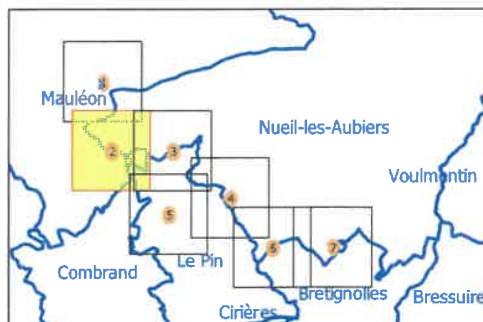 1
Mauléon
Nueil-les-Aubiers
2
3
Voulmentin
4
5
6
7
Combrand
Le Pin
Cirières
Bretignolles
Bressuire